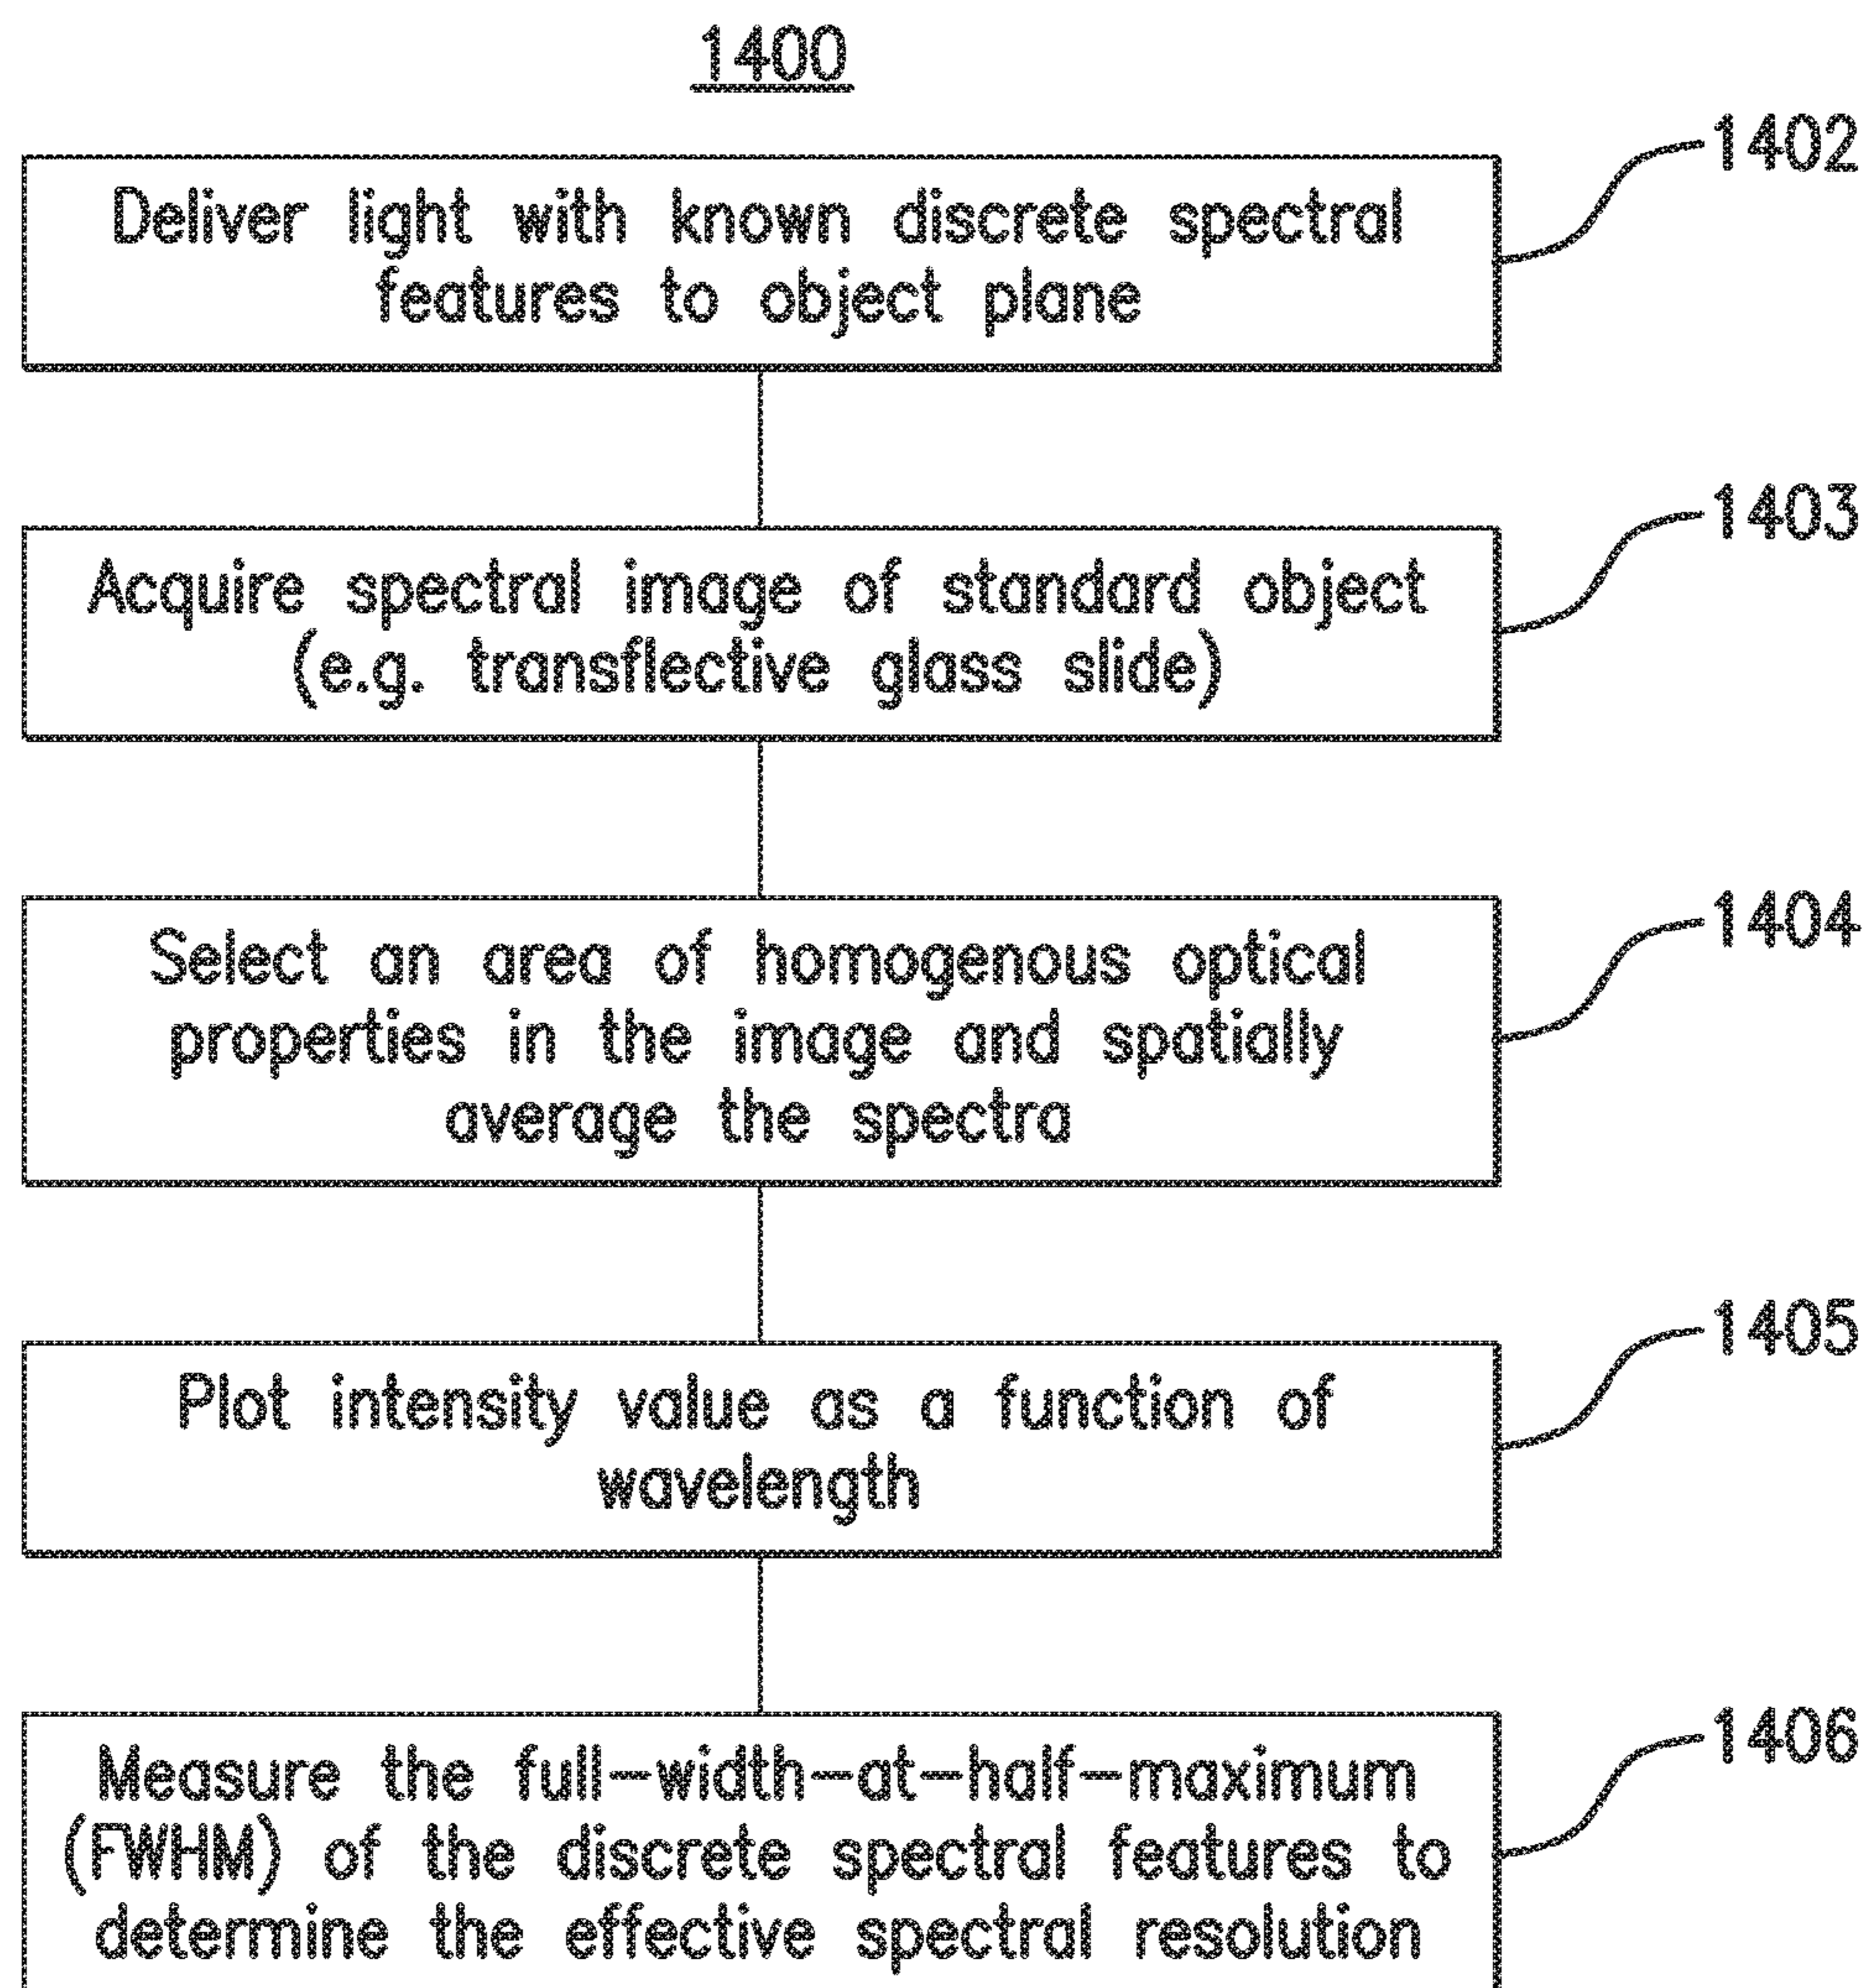 1400
1402
Deliver light with known discrete spectral
features to object plane
1403
Acquire spectral image of standard object
(e.g. transflective glass slide)
1404
Select an area of homogenous optical
properties in the image and spatially
average the spectra
1405
Plot intensity value as a function of
wavelength
1406
Measure the full-width-at-half-maximum
(FWHM) of the discrete spectral features to
determine the effective spectral resolution